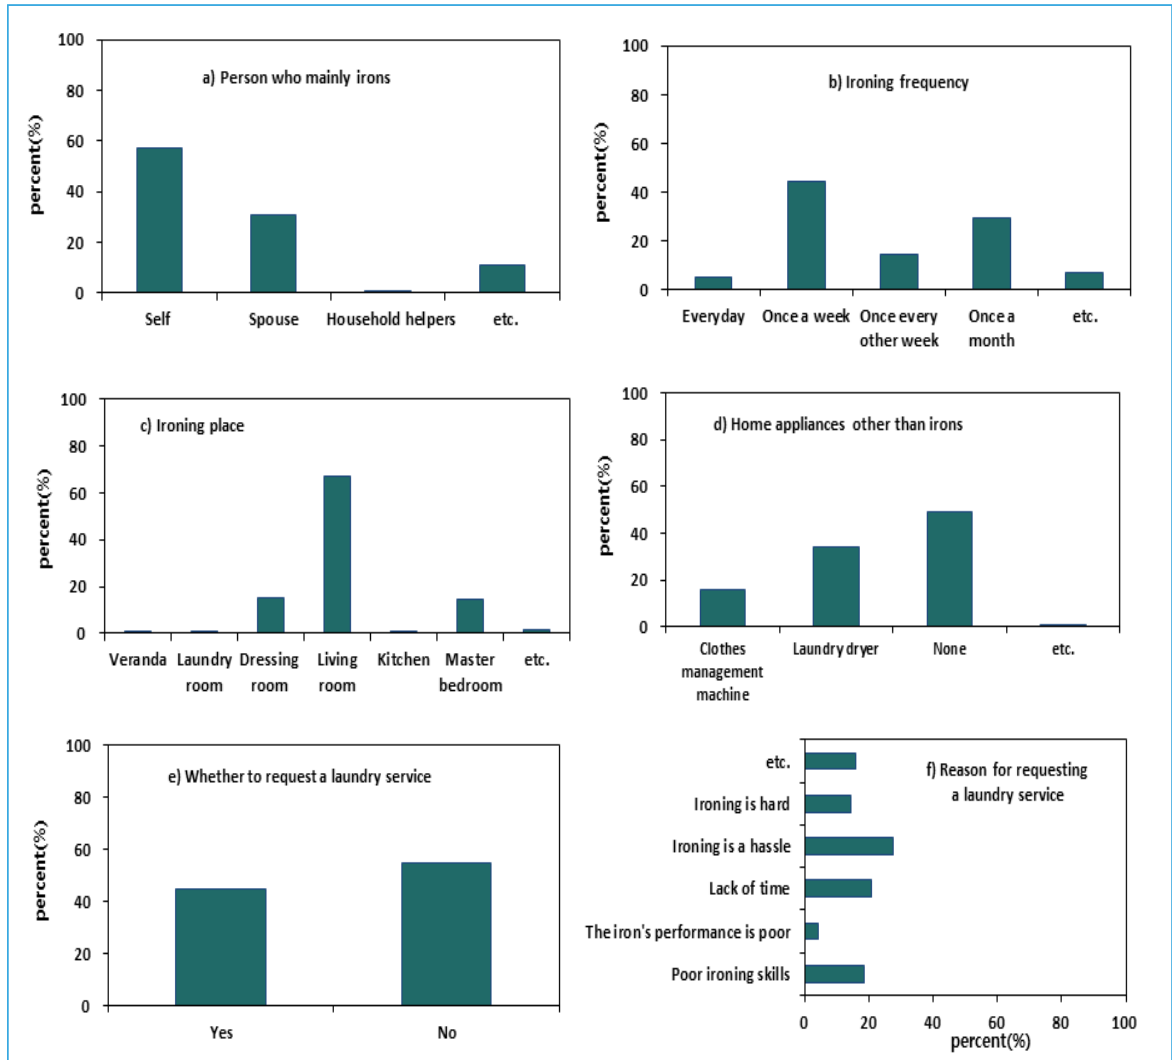 a) Person who mainly irons
percent(%)
100
80
60
40
20
0
Self Spouse Household helpers etc.
b) Ironing frequency
percent(%)
100
80
60
40
20
0
Everyday Once a week Once every Once a etc.
other week month
c) Ironing place
percent(%)
100
80
60
40
20
0
Veranda Laundry Dressing Living Kitchen Master etc.
room room room bedroom
d) Home appliances other than irons
percent(%)
100
80
60
40
20
0
Clothes Laundry dryer None etc.
management
machine
e) Whether to request a laundry service
percent(%)
100
80
60
40
20
0
Yes No
f) Reason for requesting
a laundry service
etc.
Ironing is hard
Ironing is a hassle
Lack of time
The iron's performance is poor
Poor ironing skills
0 20 40 60 80 100
percent(%)